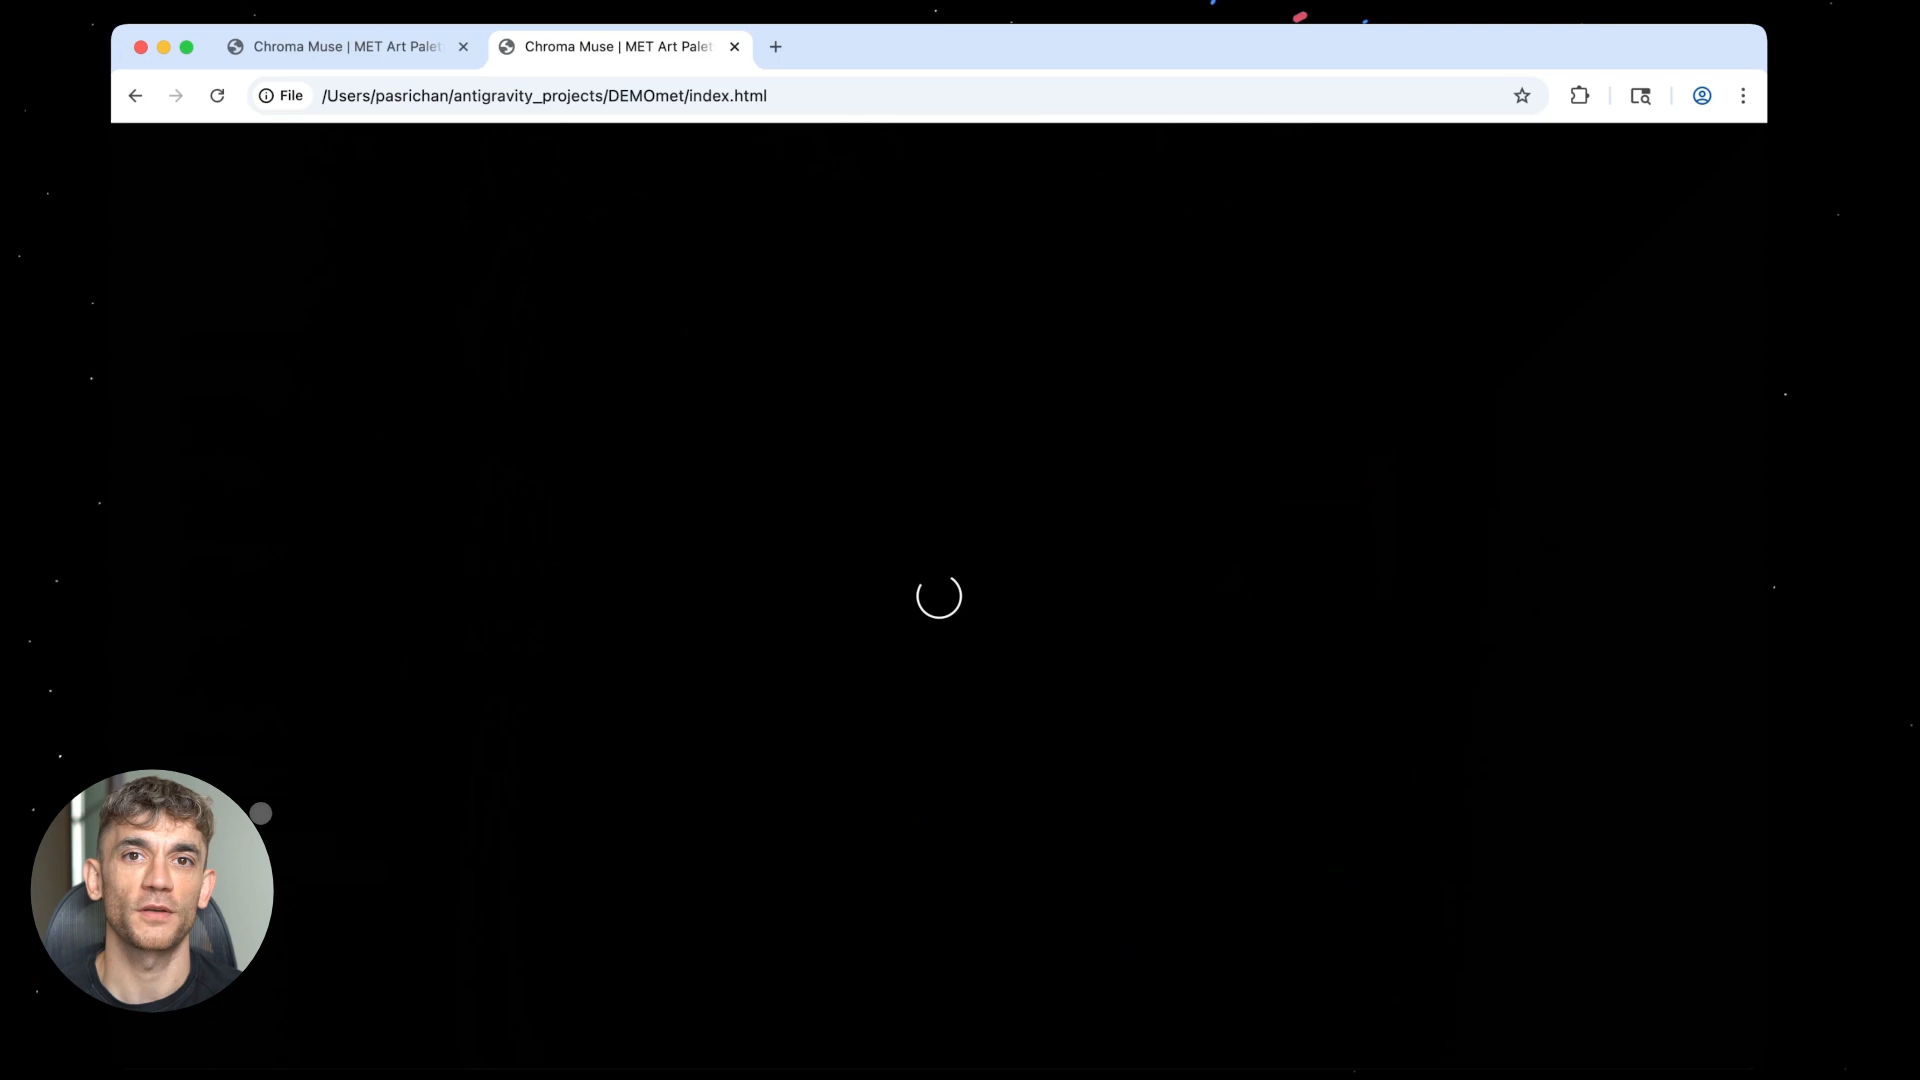 Chroma Muse | MET Art Palet
Chroma Muse | MET Art Palet
File /Users/pasrichan/antigravity_projects/DEMOmet/index.html